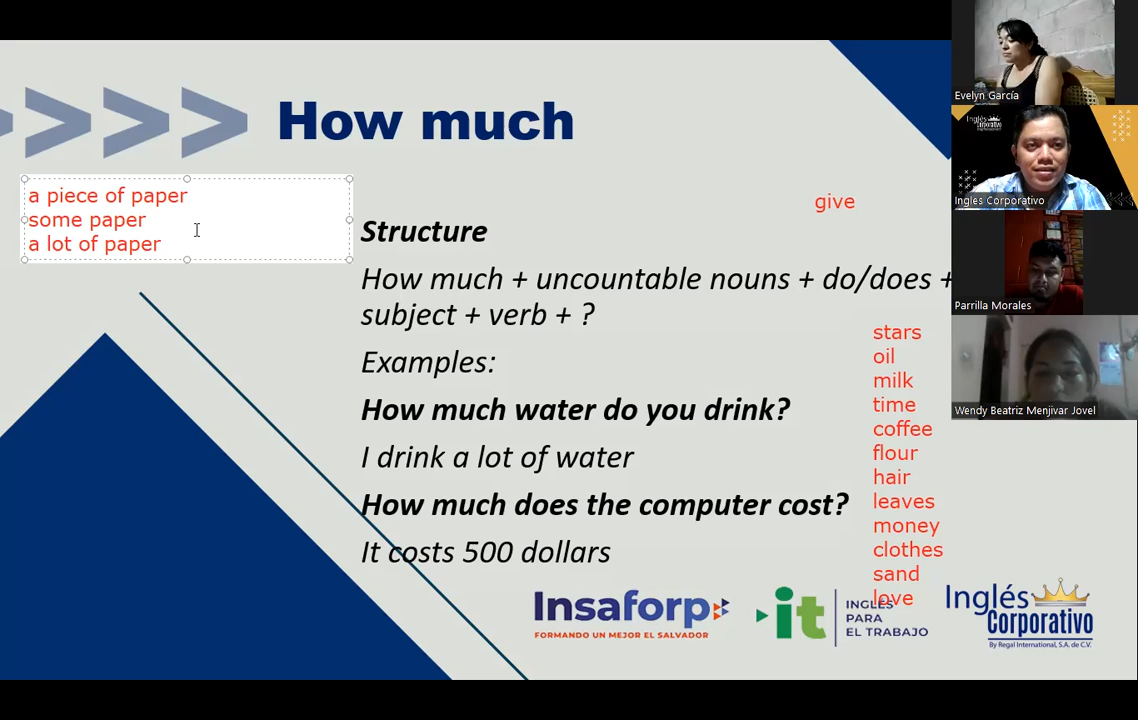 How much
a piece of paper
some paper
a lot of paper
give
Structure
How much + uncountable nouns + do/does +
subject + verb + ?
Examples:
How much water do you drink?
I drink a lot of water
How much does the computer cost?
It costs 500 dollars
stars
oil
milk
time
coffee
flour
hair
leaves
money
clothes
sand
love
Insaforp
FORMANDO UN MEJOR EL SALVADOR
it
INGLÉS
PARA
EL TRABAJO
Inglés
Corporativo
By Regal International, S.A. de C.V.
Evelyn García
Inglés
Corporativo
Ingles Corporativo
Parrilla Morales
Wendy Beatriz Menjivar Jovel